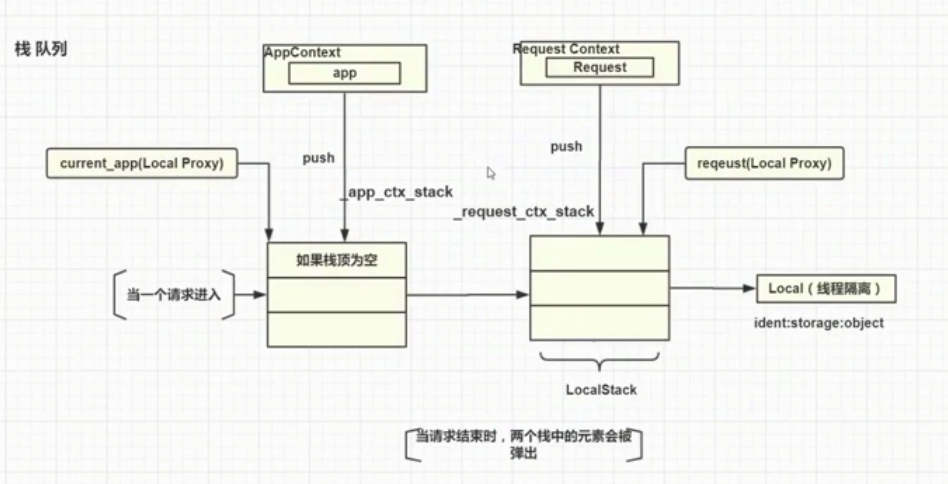 栈 队列
AppContext
app
Request Context
Request
current_app(Local Proxy)
push
push
reqeust(Local Proxy)
_app_ctx_stack
_request_ctx_stack
如果栈顶为空
当一个请求进入
Local（线程隔离）
ident:storage:object
LocalStack
当请求结束时，两个栈中的元素会被
弹出